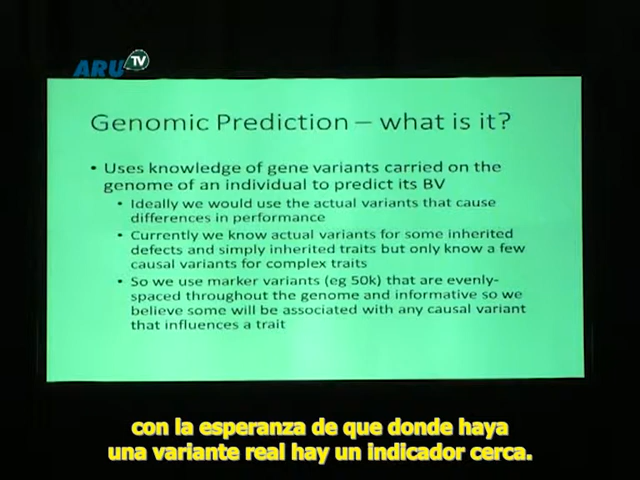 ARU TV
Genomic Prediction – what is it?
• Uses knowledge of gene variants carried on the
genome of an individual to predict its BV
• Ideally we would use the actual variants that cause
differences in performance
• Currently we know actual variants for some inherited
defects and simply inherited traits but only know a few
causal variants for complex traits
• So we use marker variants (eg 50k) that are evenly-
spaced throughout the genome and informative so we
believe some will be associated with any causal variant
that influences a trait
con la esperanza de que donde haya
una variante real hay un indicador cerca.